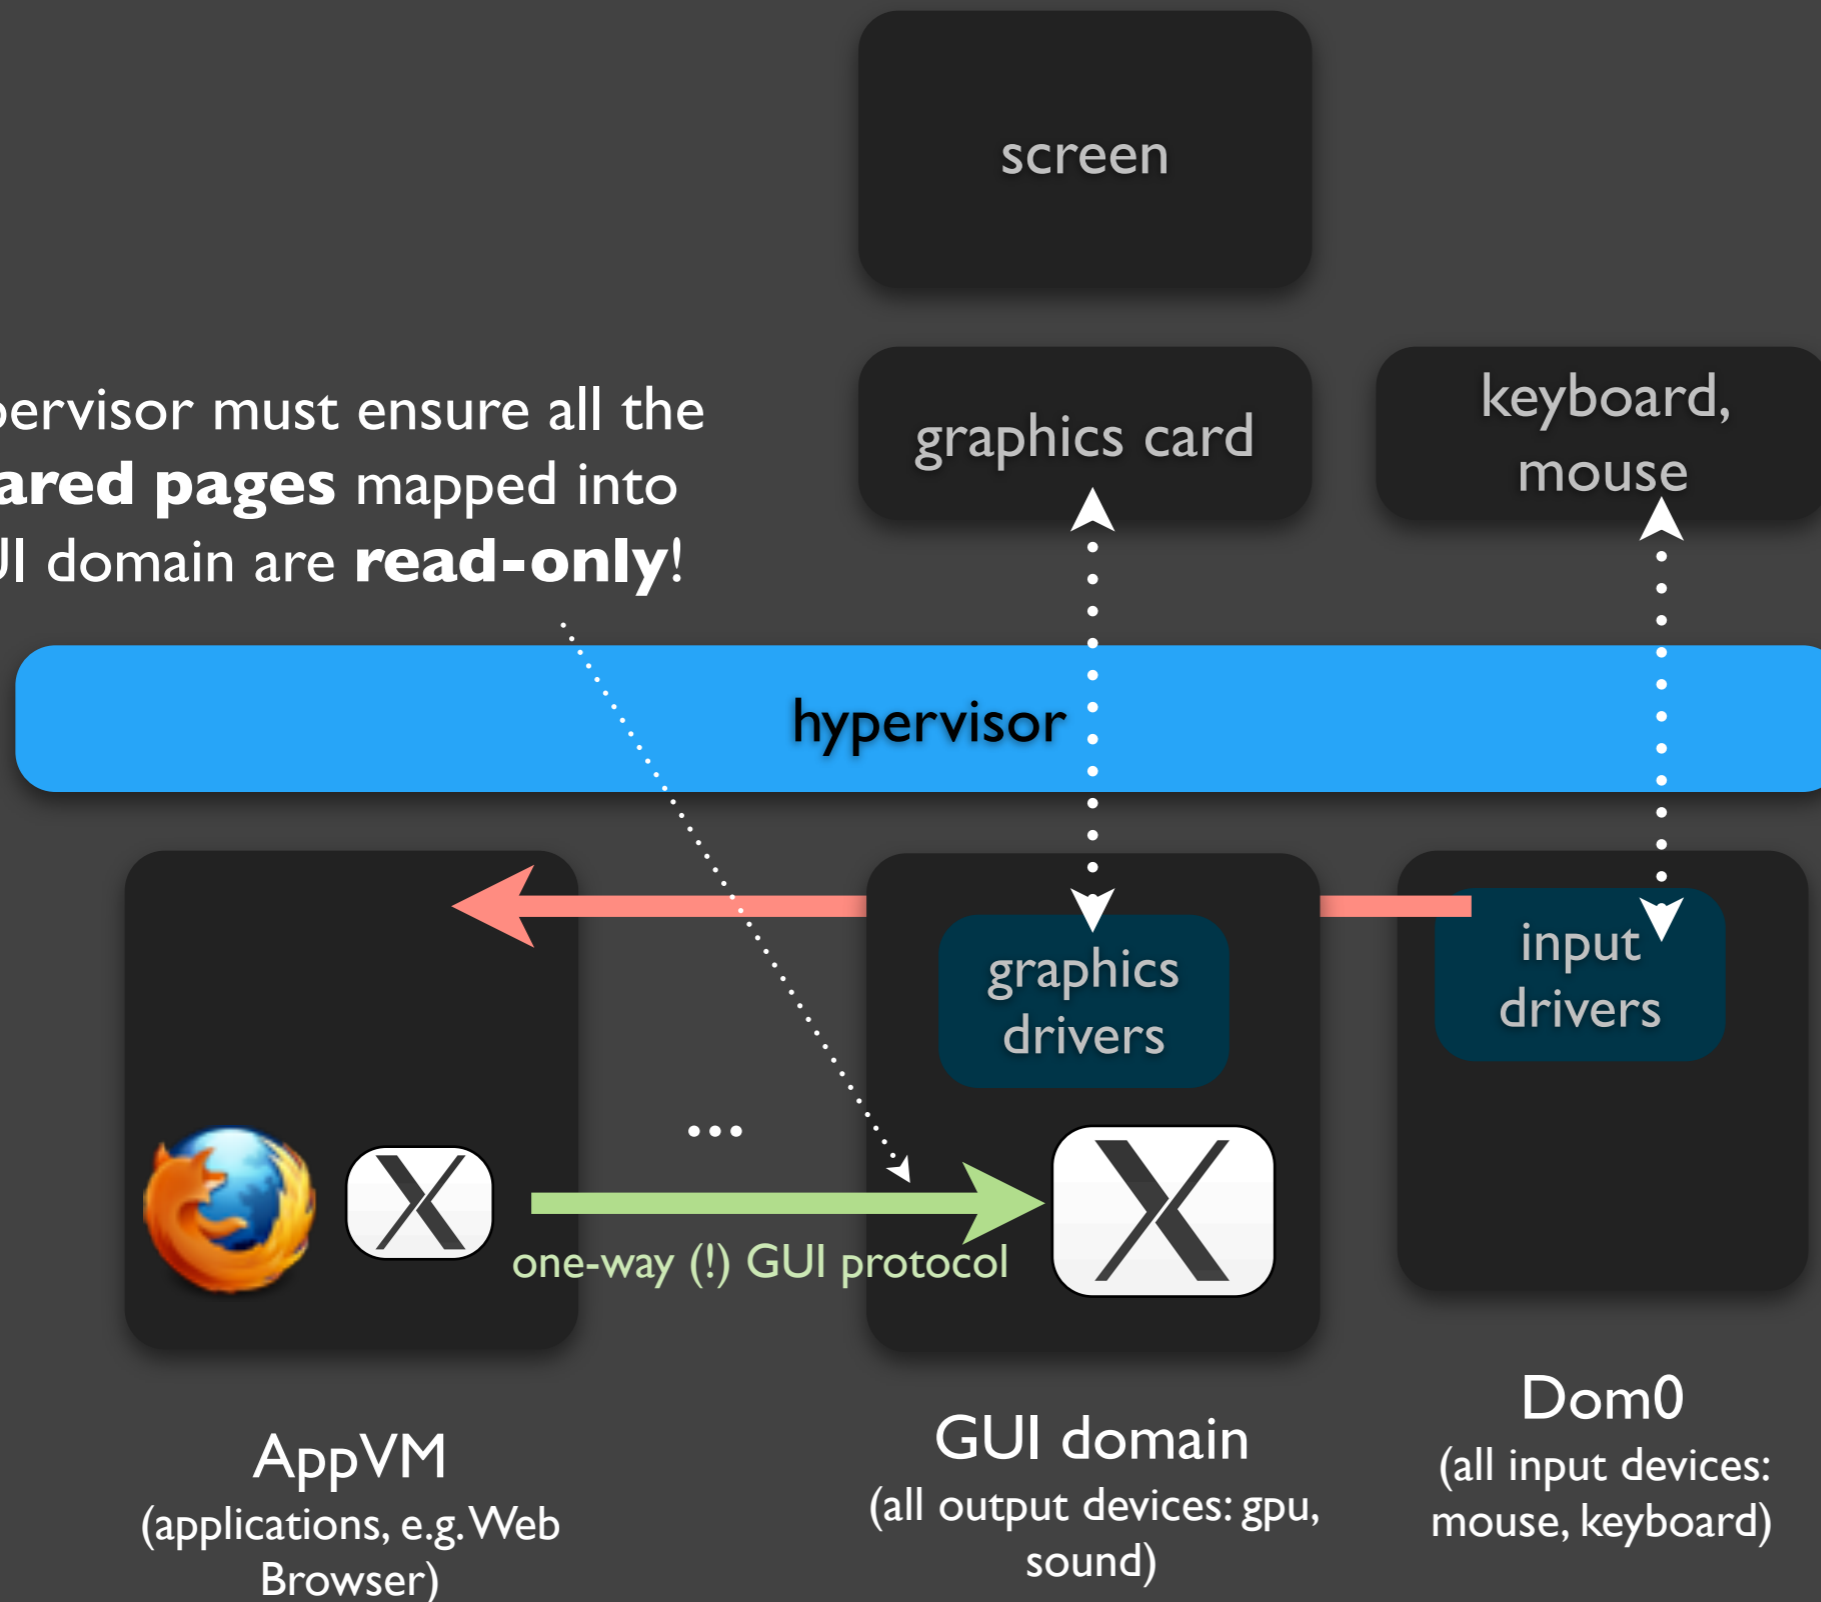 screen
pervisor must ensure all the
ared pages mapped into
UI domain are read-only!
graphics card
keyboard,
mouse
hypervisor
graphics
drivers
input
drivers
...
one-way (!) GUI protocol
AppVM
(applications, e.g. Web
Browser)
GUI domain
(all output devices: gpu,
sound)
Dom0
(all input devices:
mouse, keyboard)